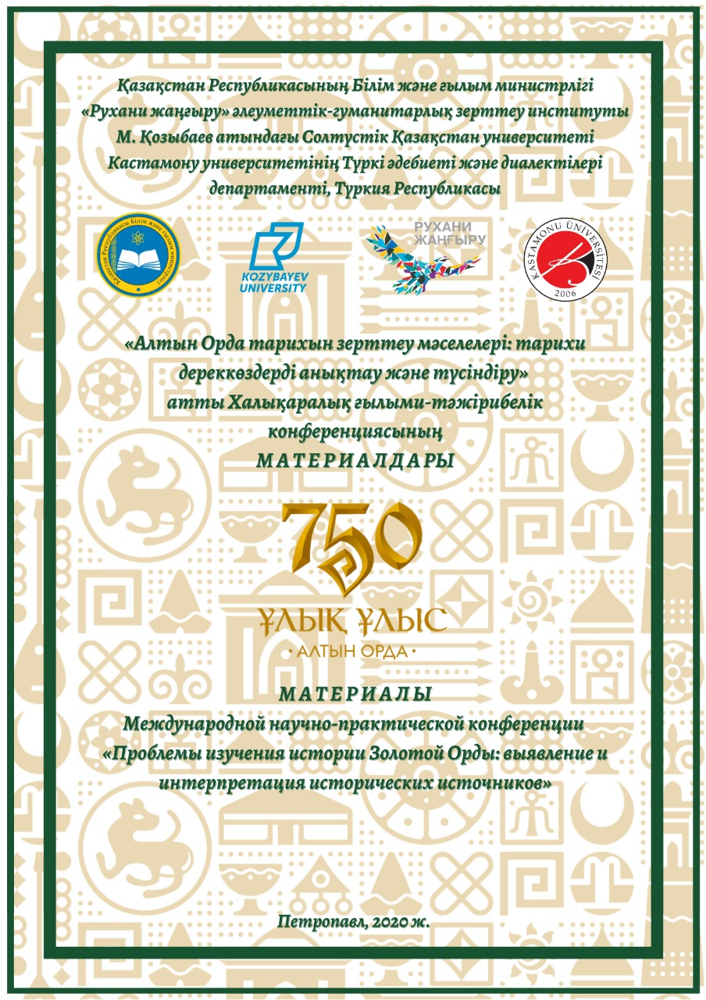 Қазақстан Республикасының Білім және ғылым министрлігі
«Рухани жаңғыру» әлеуметтік-гуманитарлық зерттеу институты
М. Қозыбаев атындағы Солтүстік Қазақстан университеті
Кастамону университетінің Түркі әдебиеті және диалектілері
департаменті, Түркия Республикасы
Қазақстан Республикасы Білім және ғылым министрлігі
KOZYBAYEV
UNIVERSITY
РУХАНИ
ЖАҢҒЫРУ
KASTAMONU ÜNİVERSİTESİ
2006
«Алтын Орда тарихын зерттеу мәселелері: тарихи
дереккөздерді анықтау және түсіндіру»
атты Халықаралық ғылыми-тәжірибелік
конференциясының
МАТЕРИАЛДАРЫ
750
ҰЛЫҚ ҰЛЫС
• АЛТЫН ОРДА •
МАТЕРИАЛЫ
Международной научно-практической конференции
«Проблемы изучения истории Золотой Орды: выявление и
интерпретация исторических источников»
Петропавл, 2020 ж.